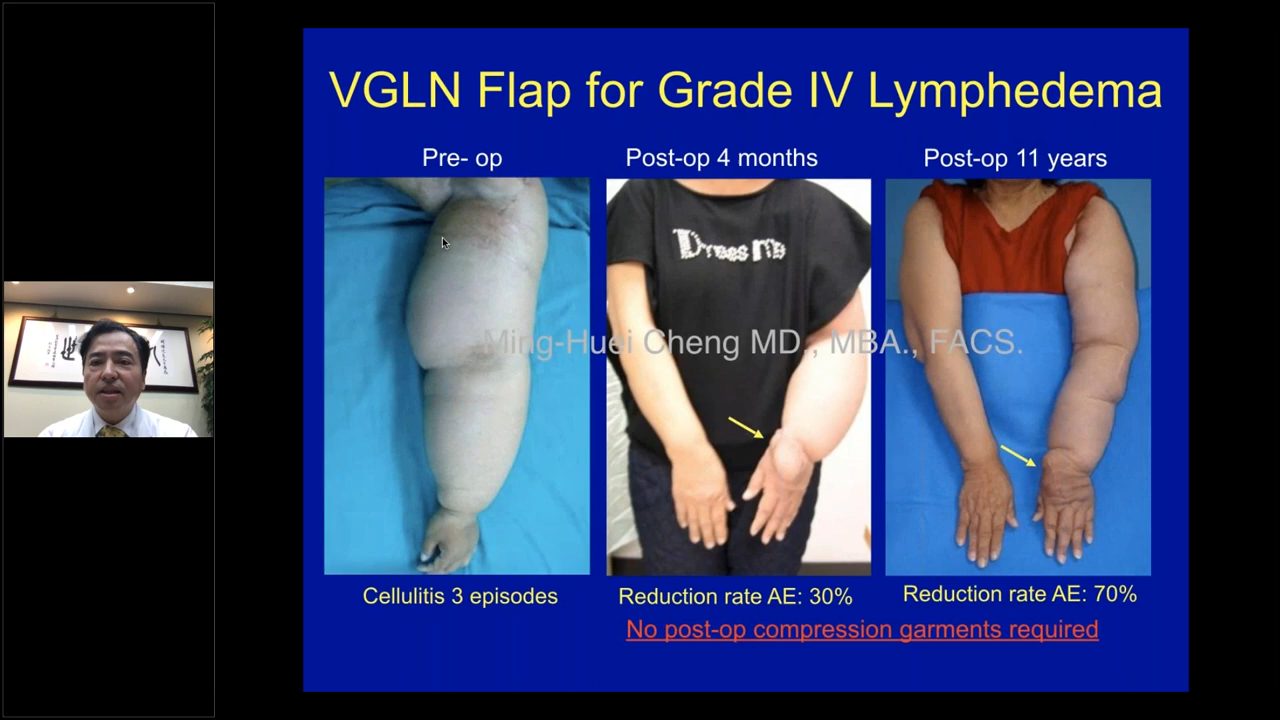 VGLN Flap for Grade IV Lymphedema
Pre- op
Post-op 4 months
Post-op 11 years
Dress me
Ming-Huei Cheng MD., MBA., FACS.
Cellulitis 3 episodes
Reduction rate AE: 30%
Reduction rate AE: 70%
No post-op compression garments required